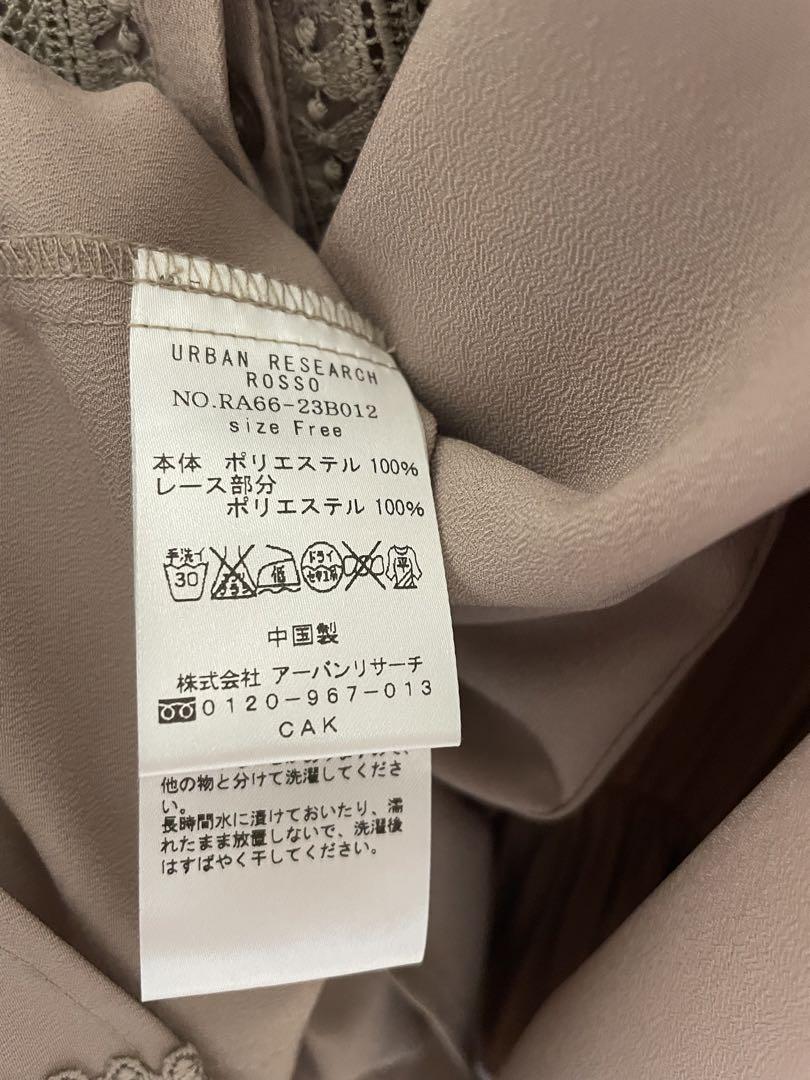 URBAN RESEARCH
ROSSO
NO.RA66-23B012
size Free
本体 ポリエステル 100%
レース部分
ポリエステル 100%
手洗イ 30 低 ドライ 平
中国製
株式会社 アーバンリサーチ
0120-967-013
CAK
他の物と分けて洗濯してくださ
い。
長時間水に漬けておいたり、濡
れたまま放置しないで、洗濯後
はすばやく干してください。